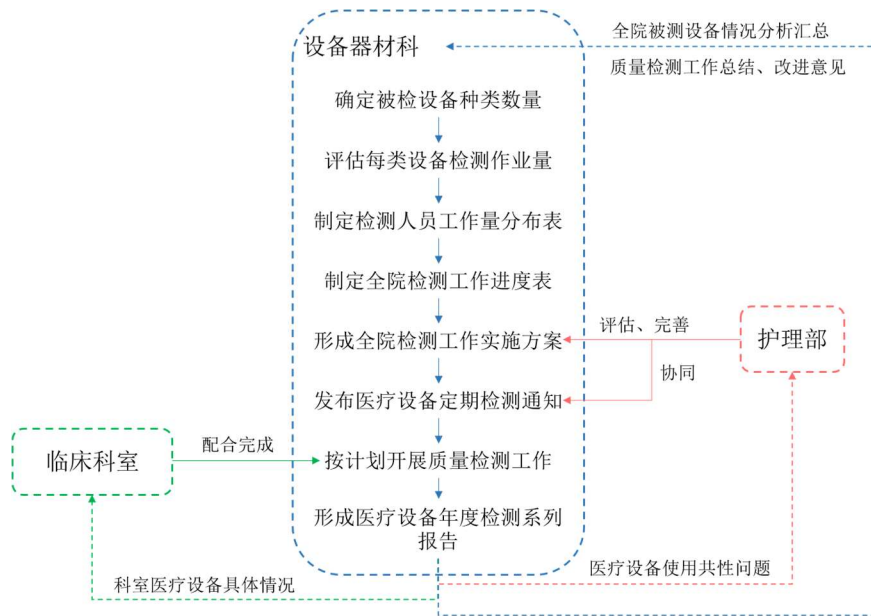 全院被测设备情况分析汇总
设备器材科
质量检测工作总结、改进意见
确定被检设备种类数量
评估每类设备检测作业量
制定检测人员工作量分布表
制定全院检测工作进度表
评估、完善
形成全院检测工作实施方案
护理部
协同
发布医疗设备定期检测通知
配合完成
临床科室
按计划开展质量检测工作
形成医疗设备年度检测系列
报告
科室医疗设备具体情况
医疗设备使用共性问题